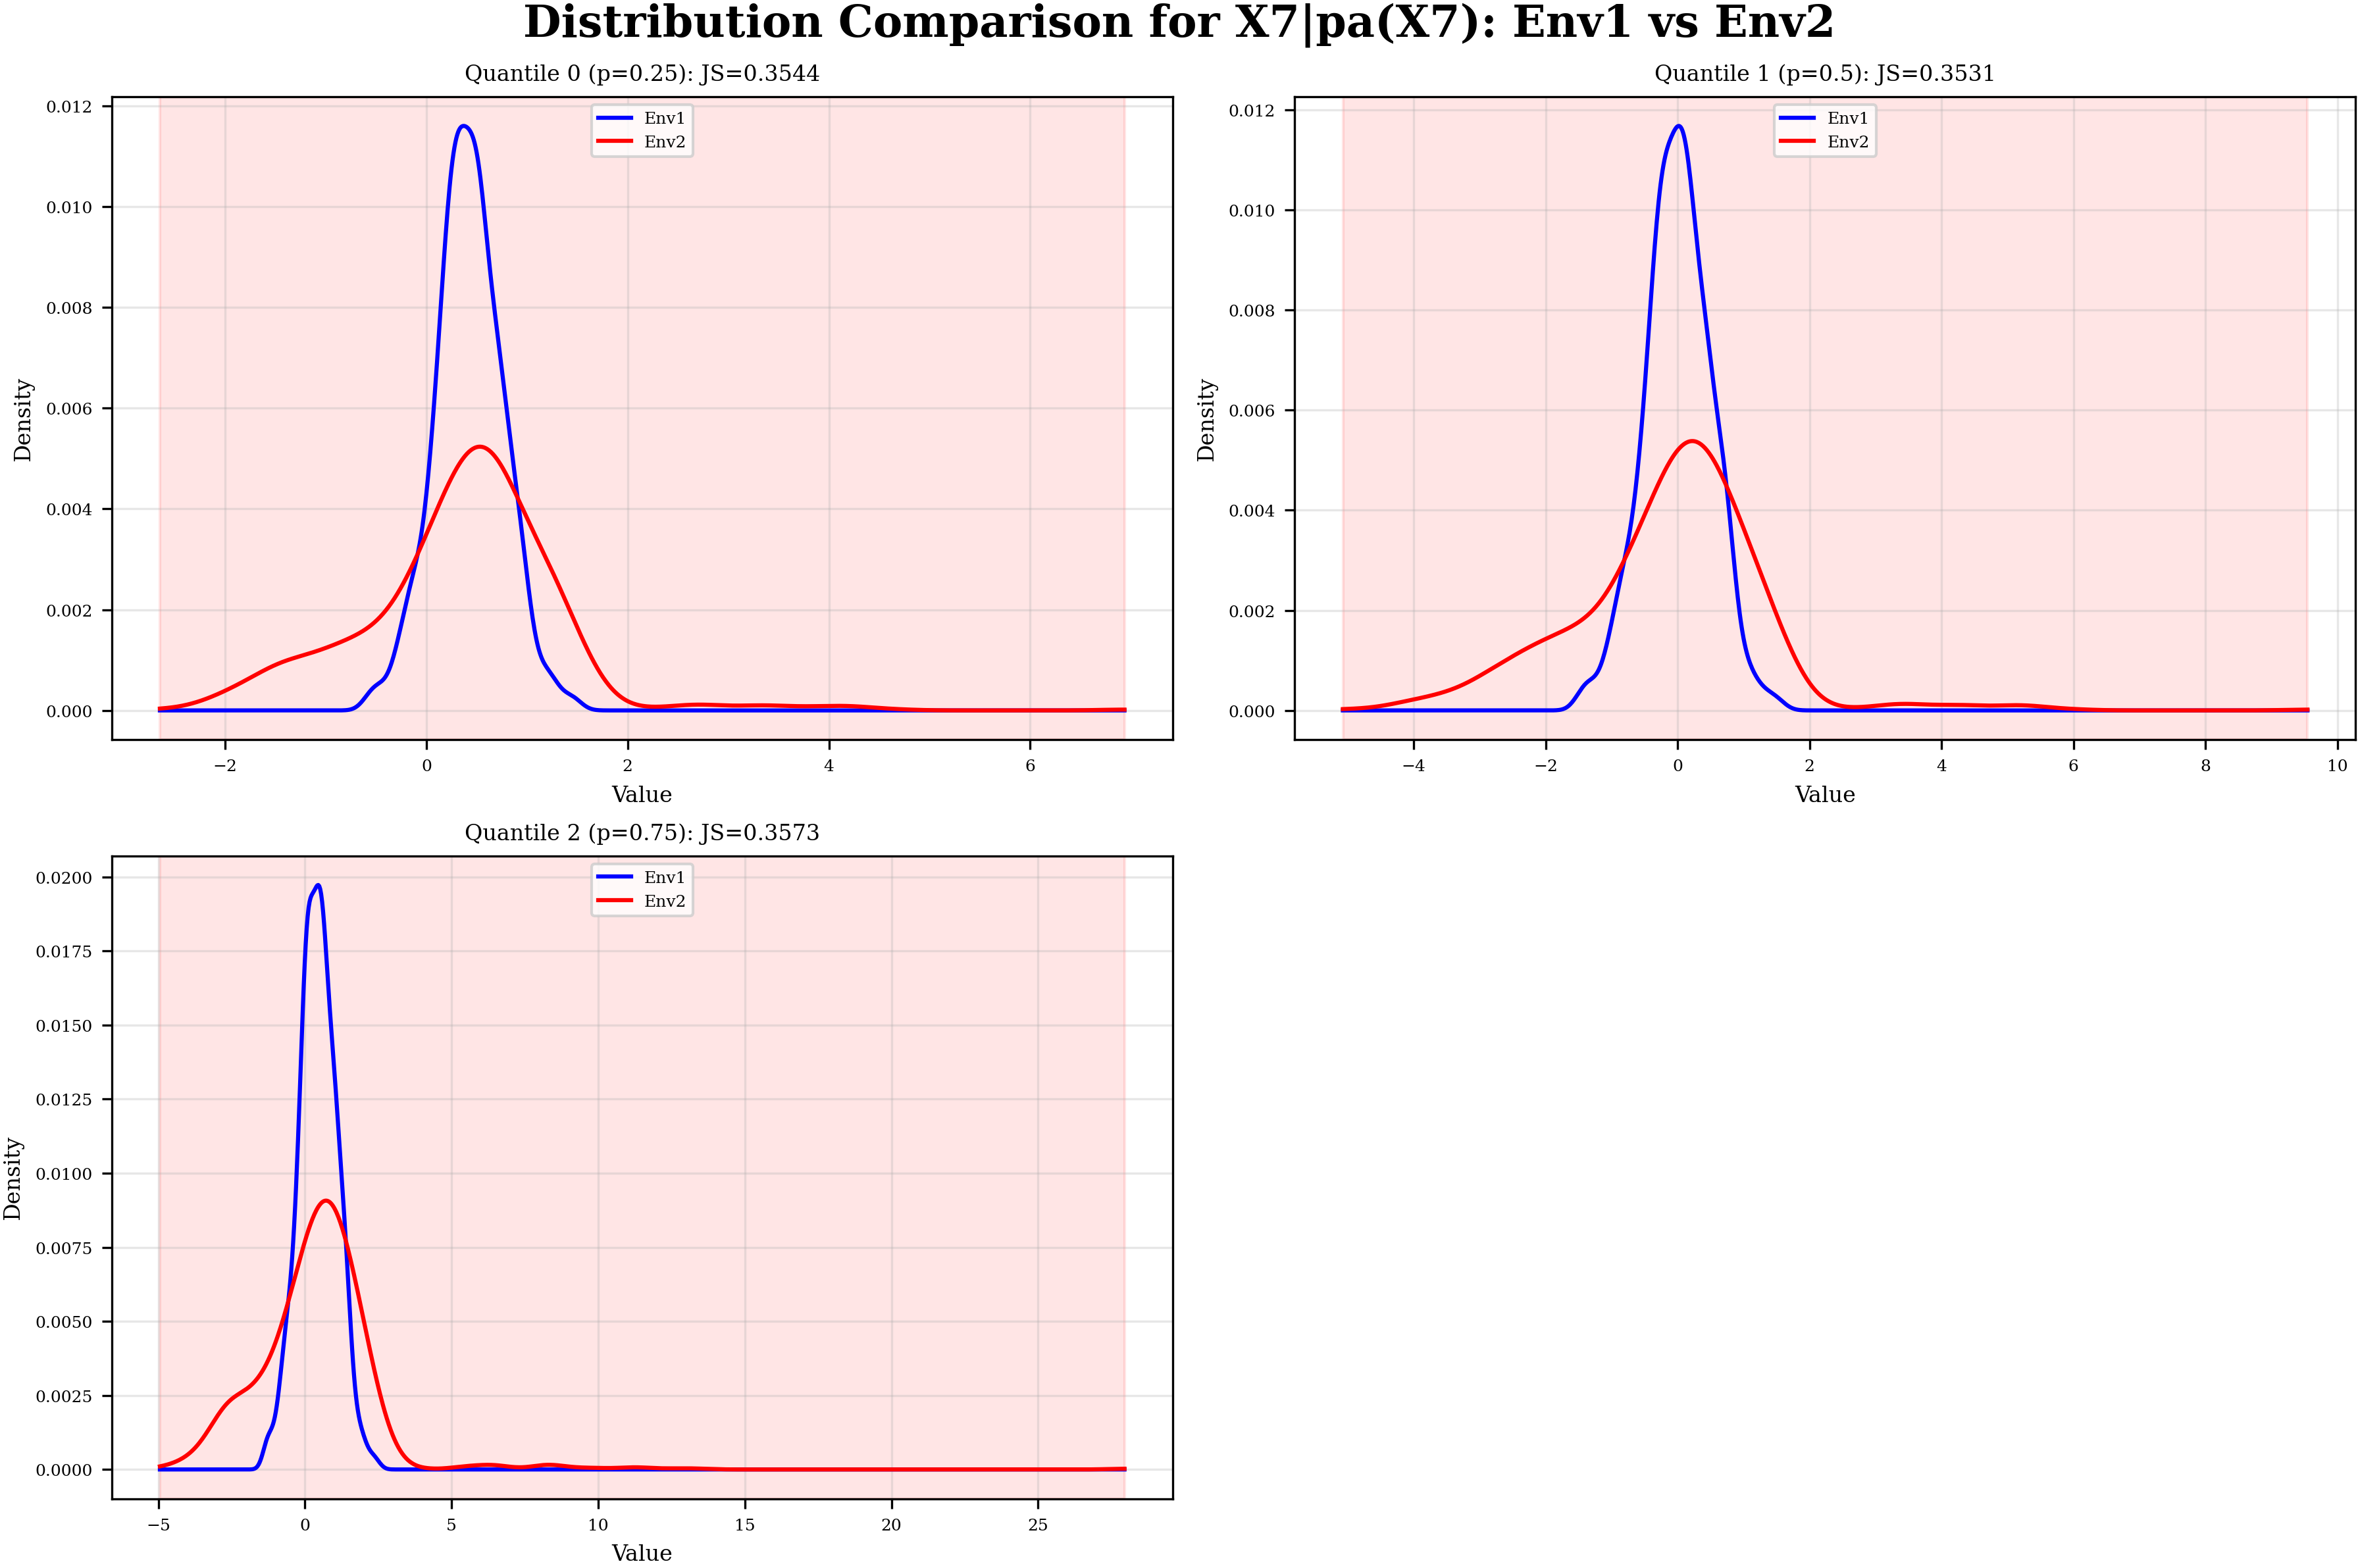 Distribution Comparison for X7|pa(X7): Env1 vs Env2
Quantile 0 (p=0.25): JS=0.3544
Env1
Env2
Density
0.012
0.010
0.008
0.006
0.004
0.002
0.000
−2
0
2
4
6
Value
Quantile 1 (p=0.5): JS=0.3531
Env1
Env2
Density
0.012
0.010
0.008
0.006
0.004
0.002
0.000
−4
−2
0
2
4
6
8
10
Value
Quantile 2 (p=0.75): JS=0.3573
Env1
Env2
Density
0.0200
0.0175
0.0150
0.0125
0.0100
0.0075
0.0050
0.0025
0.0000
−5
0
5
10
15
20
25
Value